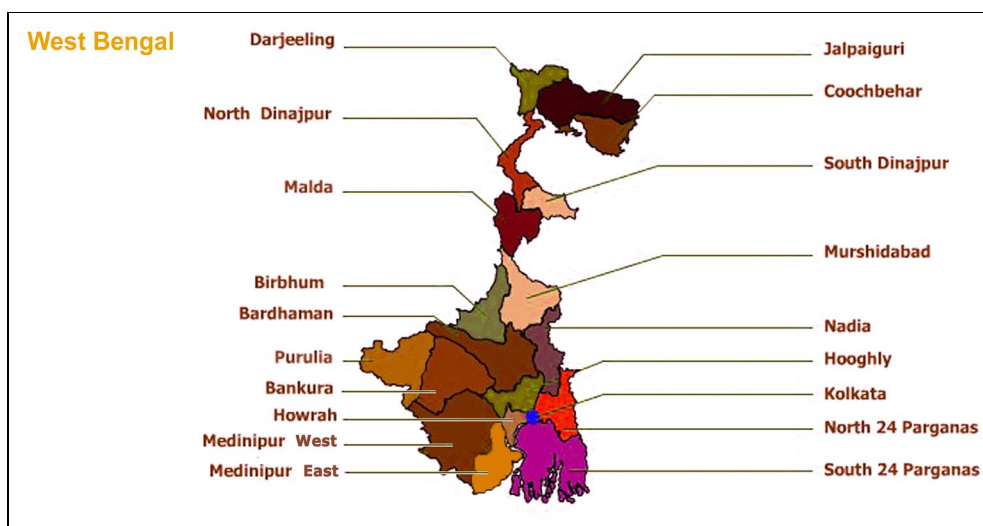 West Bengal
Darjeeling
North Dinajpur
Malda
Birbhum
Bardhaman
Purulia
Bankura
Howrah
Medinipur West
Medinipur East
Jalpaiguri
Coochbehar
South Dinajpur
Murshidabad
Nadia
Hooghly
Kolkata
North 24 Parganas
South 24 Parganas